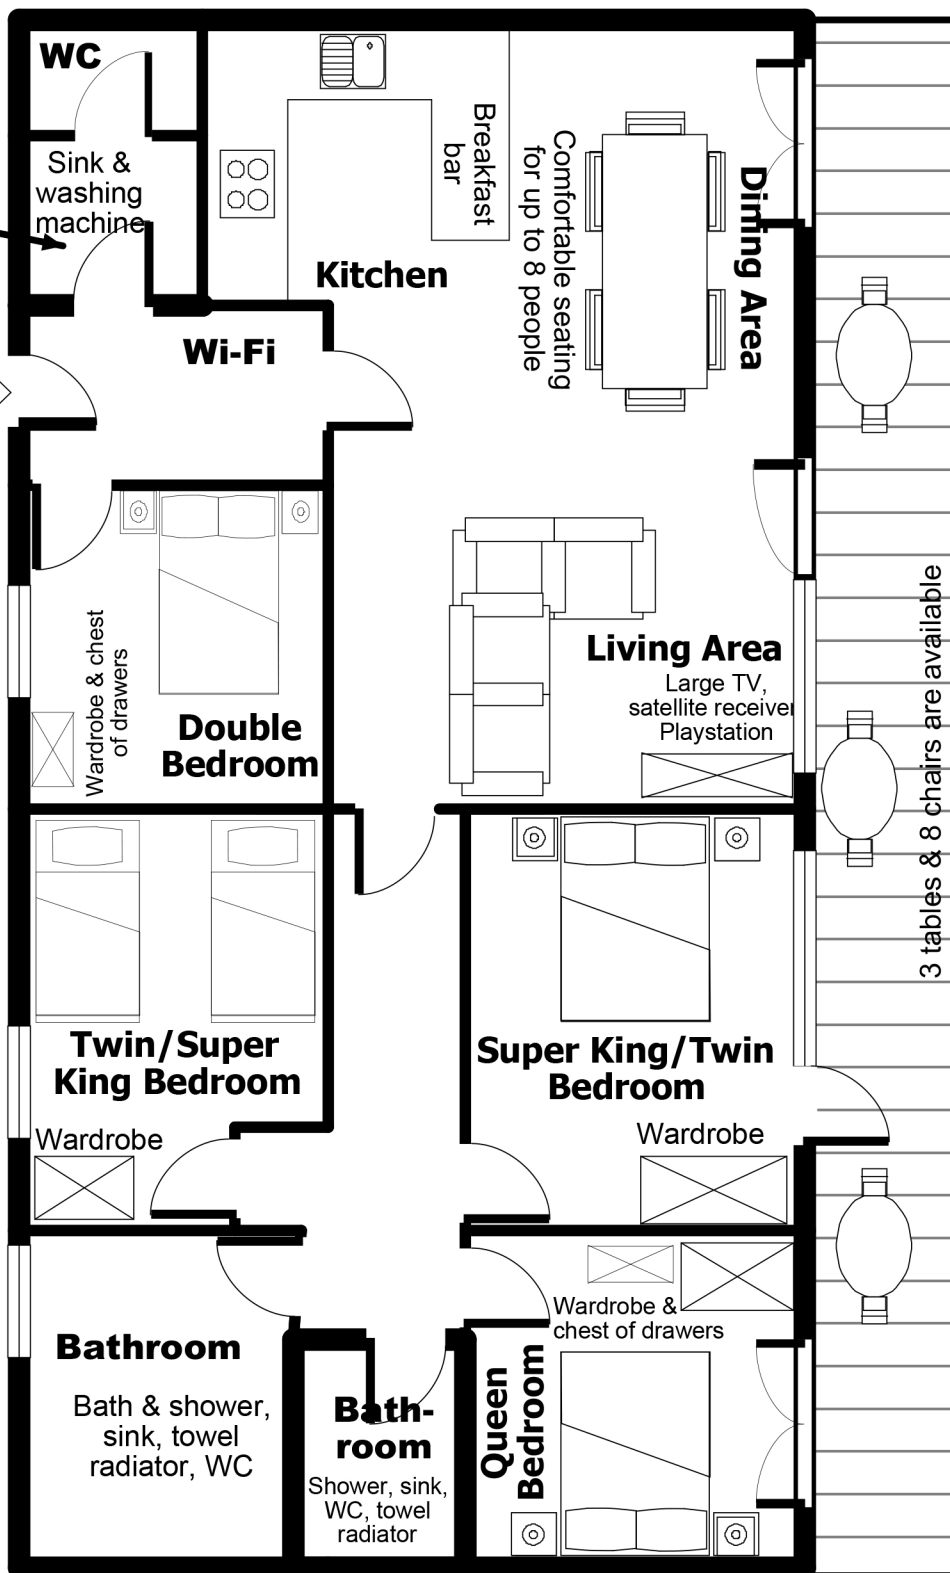 WC
Sink &
washing
machine
Kitchen
Breakfast
bar
Comfortable seating
for up to 8 people
Dining Area
Wi-Fi
Wardrobe & chest
of drawers
Double
Bedroom
Living Area
Large TV,
satellite receiver
Playstation
3 tables & 8 chairs are available
Twin/Super
King Bedroom
Wardrobe
Super King/Twin
Bedroom
Wardrobe
Bathroom
Bath & shower,
sink, towel
radiator, WC
Bath-
room
Shower, sink,
WC, towel
radiator
Wardrobe &
chest of drawers
Queen
Bedroom